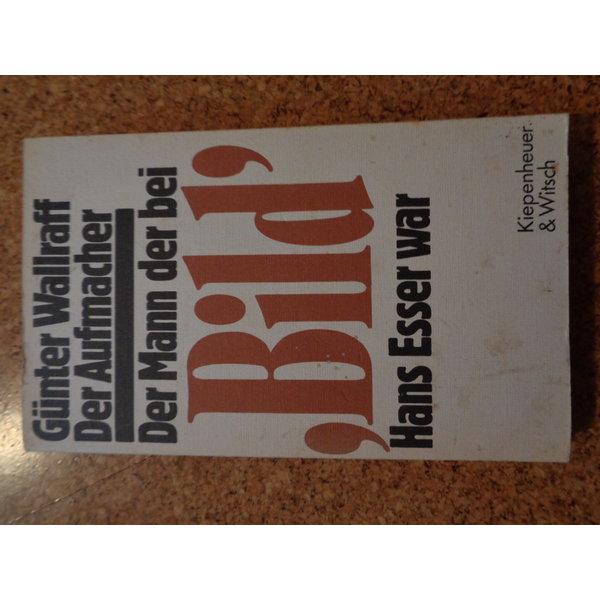 Günter Wallraff
Der Aufmacher
Der Mann der bei
‚Bild’
Hans Esser war
Kiepenheuer
& Witsch